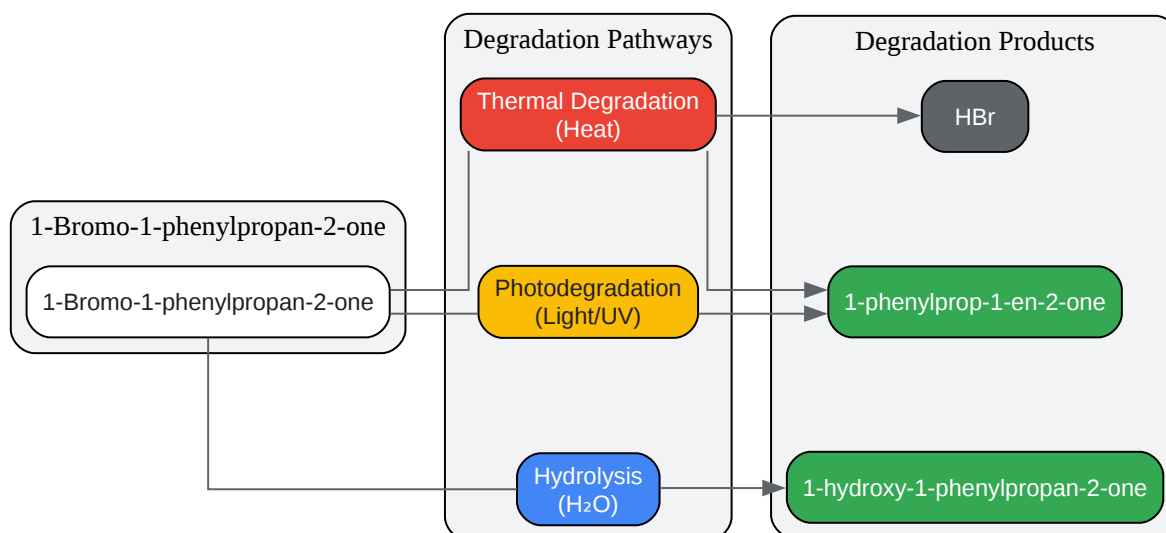 Degradation Pathways
Degradation Products
Thermal Degradation
(Heat)
HBr
1-Bromo-1-phenylpropan-2-one
1-Bromo-1-phenylpropan-2-one
Photodegradation
(Light/UV)
1-phenylprop-1-en-2-one
Hydrolysis
(H₂O)
1-hydroxy-1-phenylpropan-2-one